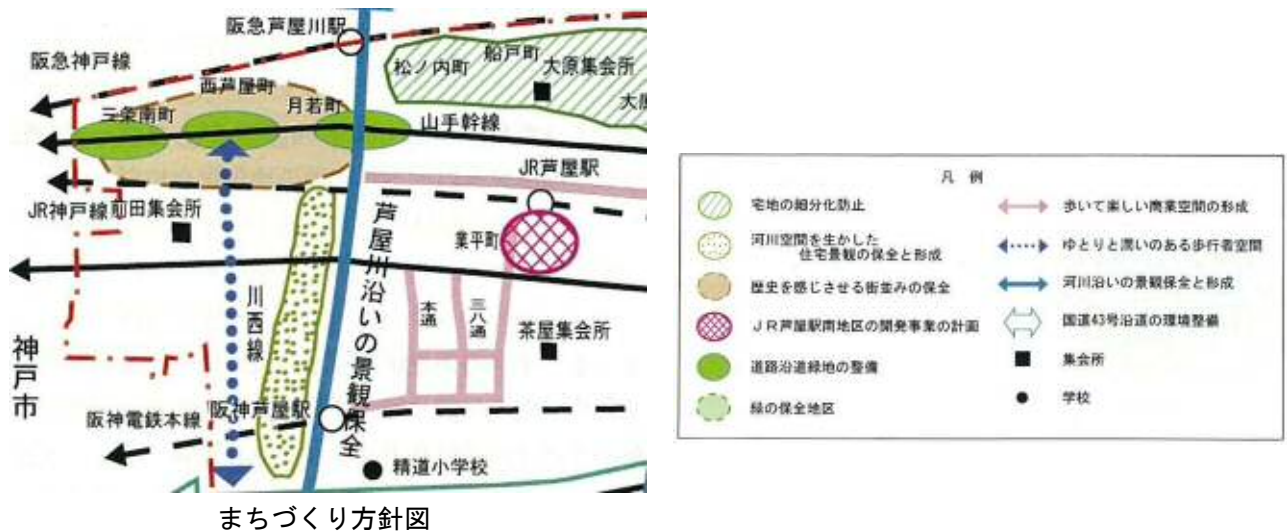 阪急芦屋川駅
阪急神戸線
船戸町
松ノ内町
大原集会所
西芦屋町
大原
三条南町
月若町
山手幹線
JR芦屋駅
JR神戸線
前田集会所
業平町
芦屋川沿いの景観保全
川西線
本通
三八通
茶屋集会所
神戸市
阪神芦屋駅
阪神電鉄本線
精道小学校
まちづくり方針図
凡 例
宅地の細分化防止
河川空間を生かした
住宅景観の保全と形成
歴史を感じさせる街並みの保全
JR芦屋駅南地区の開発事業の計画
道路沿道緑地の整備
緑の保全地区
歩いて楽しい商業空間の形成
ゆとりと潤いのある歩行者空間
河川沿いの景観保全と形成
国道43号沿道の環境整備
集会所
学校